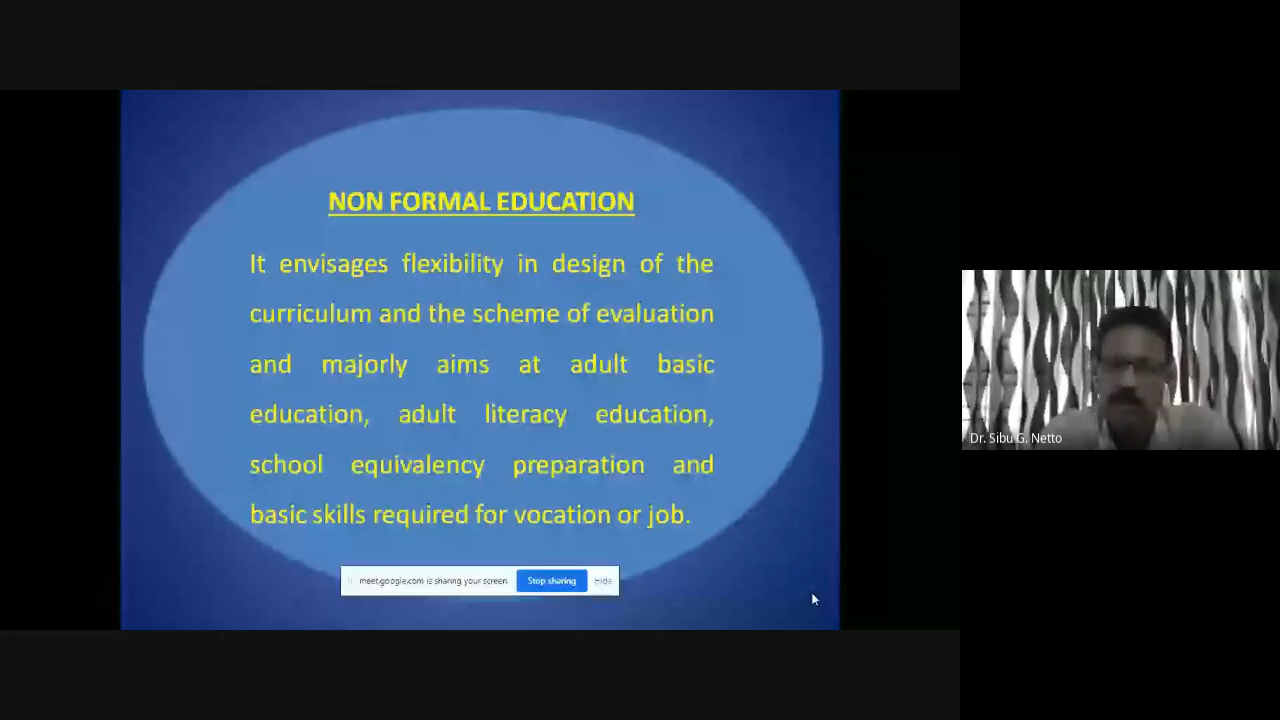 NON FORMAL EDUCATION
It envisages flexibility in design of the
curriculum and the scheme of evaluation
and majorly aims at adult basic
education, adult literacy education,
school equivalency preparation and
basic skills required for vocation or job.
meet.google.com is sharing your screen. Stop sharing Hide
Dr. Sibu G. Netto